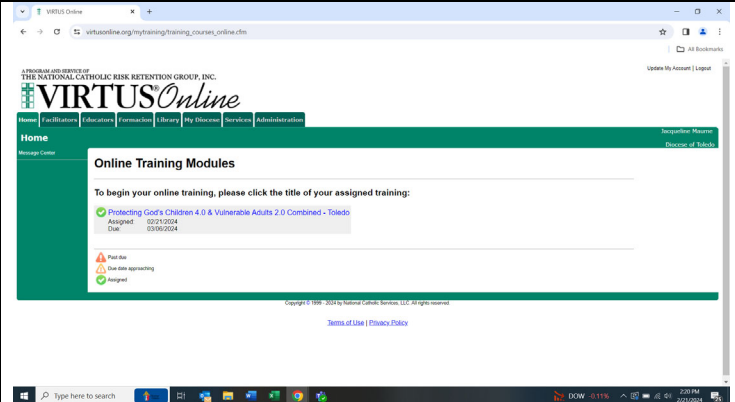 VIRTUS Online
virtusonline.org/mytraining/training_courses_online.cfm
All Bookmarks
Update My Account | Logout
A PROGRAM AND SERVICE OF
THE NATIONAL CATHOLIC RISK RETENTION GROUP, INC.
VIRTUS®Online
Home Facilitators Educators Formacion Library My Diocese Services Administration
Jacqueline Maume
Home
Diocese of Toledo
Message Center
Online Training Modules
To begin your online training, please click the title of your assigned training:
Protecting God's Children 4.0 & Vulnerable Adults 2.0 Combined - Toledo
Assigned: 02/21/2024
Due: 03/06/2024
Past due
Due date approaching
Assigned
Copyright © 1999 - 2024 by National Catholic Services, LLC. All rights reserved.
Terms of Use | Privacy Policy
Type here to search
DOW -0.11%
2:20 PM
2/21/2024